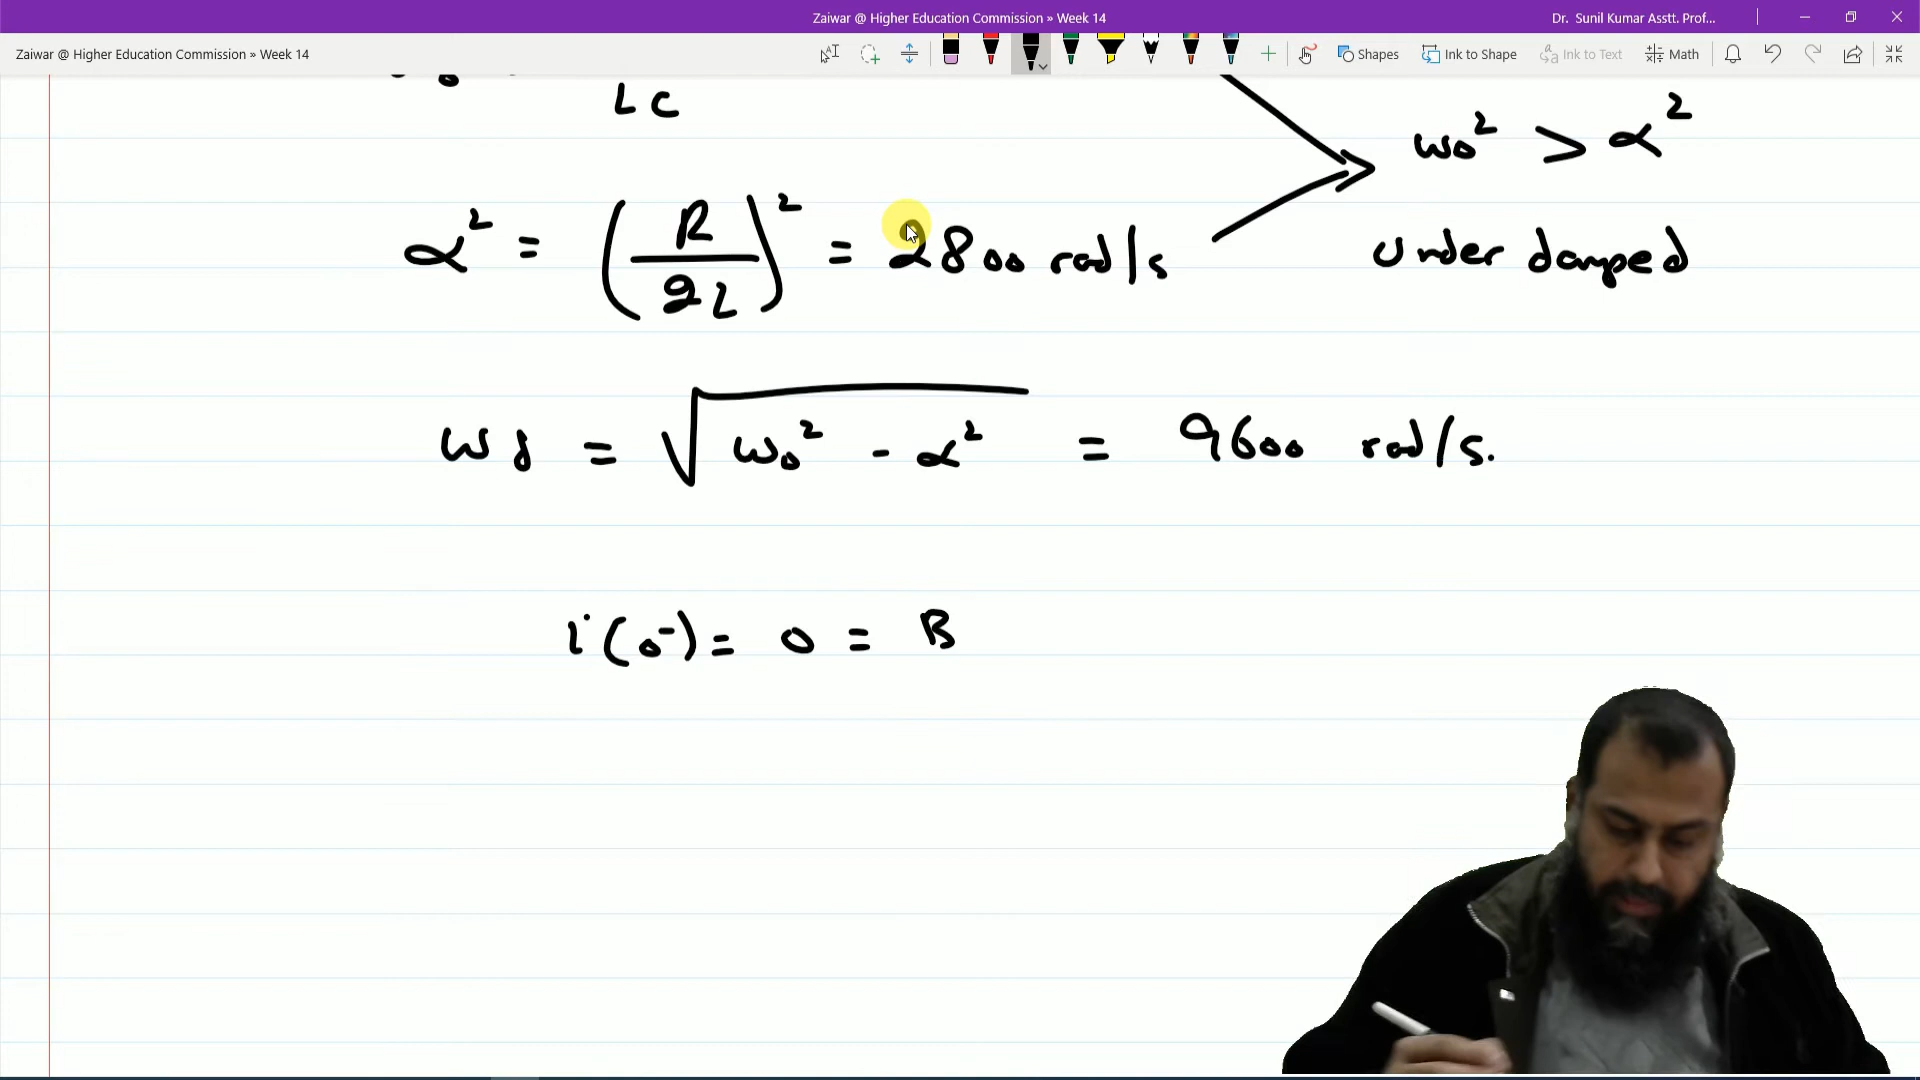 Zaiwar @ Higher Education Commission » Week 14
Dr. Sunil Kumar Asstt. Prof...
Zaiwar @ Higher Education Commission » Week 14
Shapes
Ink to Shape
Ink to Text
Math
LC
ω₀² > α²
α² = (R/2L)² = 2800 rad/s
Under damped
ωd = √(ω₀² - α²) = 9600 rad/s.
i(0⁻) = 0 = B